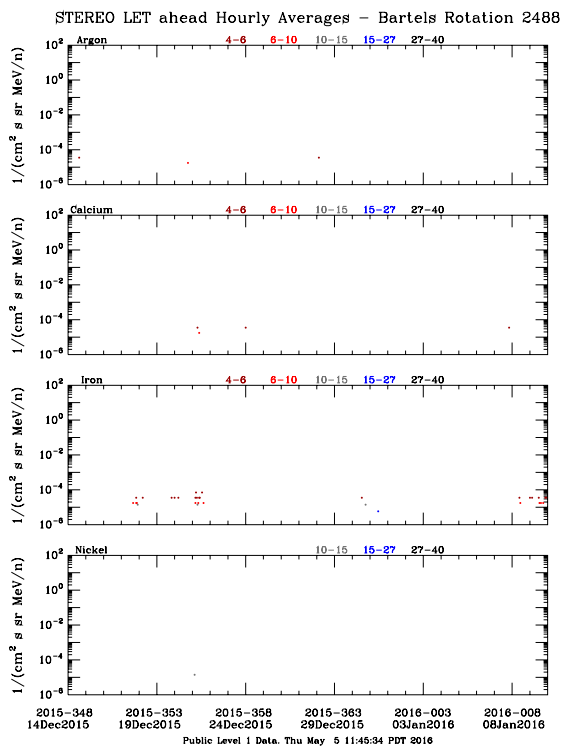 STEREO LET ahead Hourly Averages – Bartels Rotation 2488
Argon 4–6 6–10 10–15 15–27 27–40
10² 10⁰ 10⁻² 10⁻⁴ 10⁻⁶
1/(cm² s sr MeV/n)
Calcium 4–6 6–10 10–15 15–27 27–40
10² 10⁰ 10⁻² 10⁻⁴ 10⁻⁶
1/(cm² s sr MeV/n)
Iron 4–6 6–10 10–15 15–27 27–40
10² 10⁰ 10⁻² 10⁻⁴ 10⁻⁶
1/(cm² s sr MeV/n)
Nickel 10–15 15–27 27–40
10² 10⁰ 10⁻² 10⁻⁴ 10⁻⁶
1/(cm² s sr MeV/n)
2015–348 2015–353 2015–358 2015–363 2016–003 2016–008
14Dec2015 19Dec2015 24Dec2015 29Dec2015 03Jan2016 08Jan2016
Public Level 1 Data. Thu May 5 11:45:34 PDT 2016